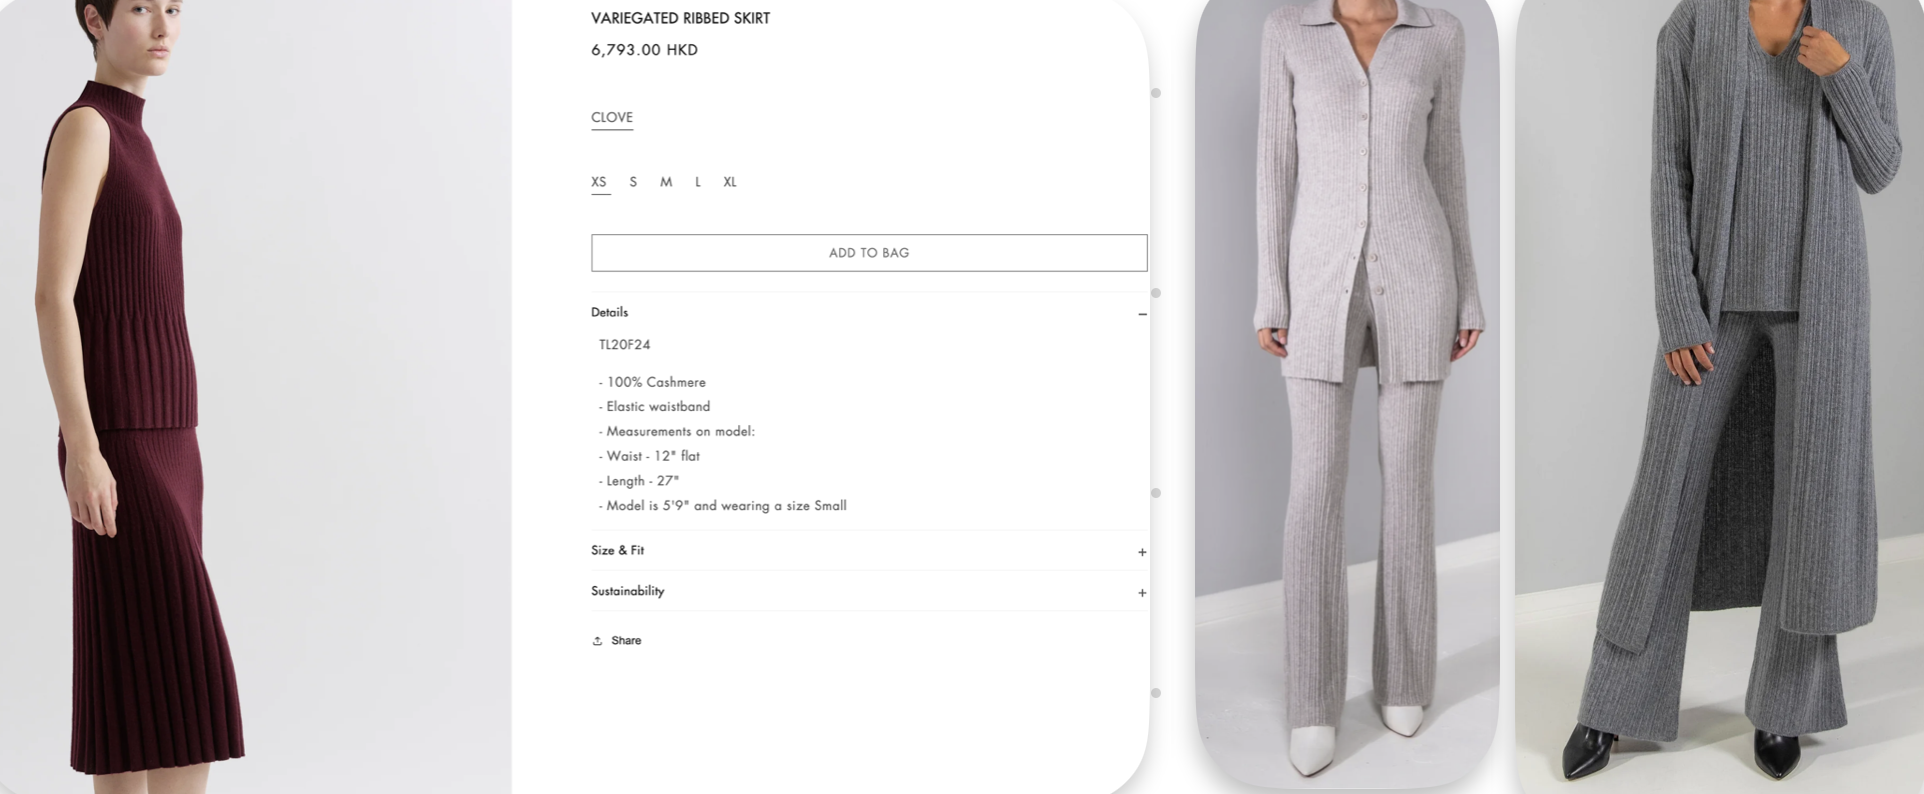 VARIEGATED RIBBED SKIRT
6,793.00 HKD
CLOVE
XS S M L XL
ADD TO BAG
Details
TL20F24
- 100% Cashmere
- Elastic waistband
- Measurements on model:
- Waist - 12" flat
- Length - 27"
- Model is 5'9" and wearing a size Small
Size & Fit
Sustainability
Share